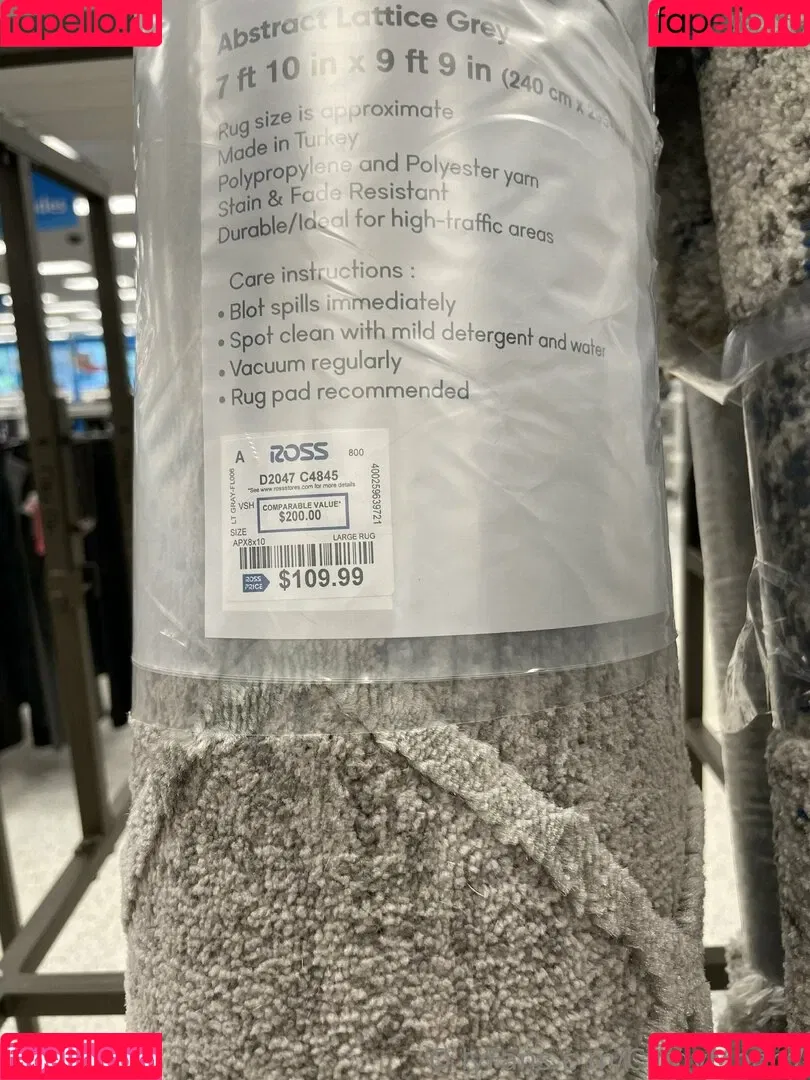 fapello.ru
fapello.ru
Abstract Lattice Grey
7 ft 10 in x 9 ft 9 in (240 cm x
Rug size is approximate
Made in Turkey
Polypropylene and Polyester yarn
Stain & Fade Resistant
Durable/Ideal for high-traffic areas
Care instructions :
• Blot spills immediately
• Spot clean with mild detergent and water
• Vacuum regularly
• Rug pad recommended
A ROSS 800
D2047 C4845
*See www.rossstores.com for more details
LT GRAY-FL006
VSH
COMPARABLE VALUE*
$200.00
400259639721
SIZE
APX8x10 LARGE RUG
ROSS PRICE $109.99
fapello.ru
fapello.ru